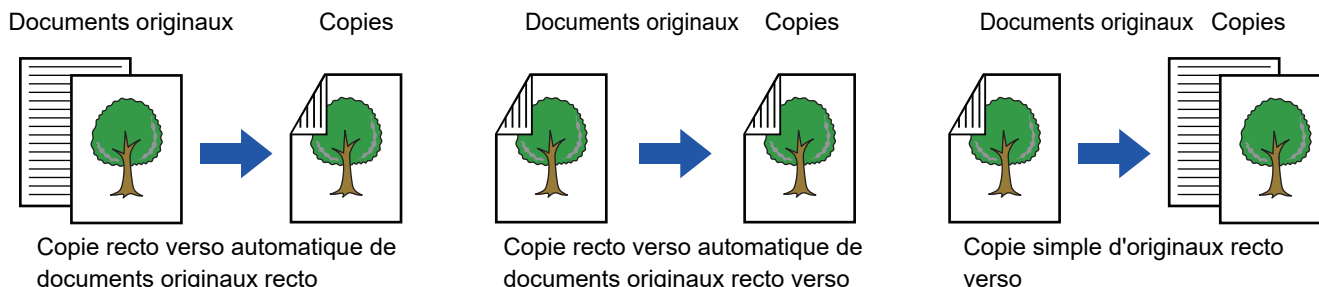 Documents originaux
Copies
Documents originaux
Copies
Documents originaux
Copies
Copie recto verso automatique de
documents originaux recto
Copie recto verso automatique de
documents originaux recto verso
Copie simple d'originaux recto
verso